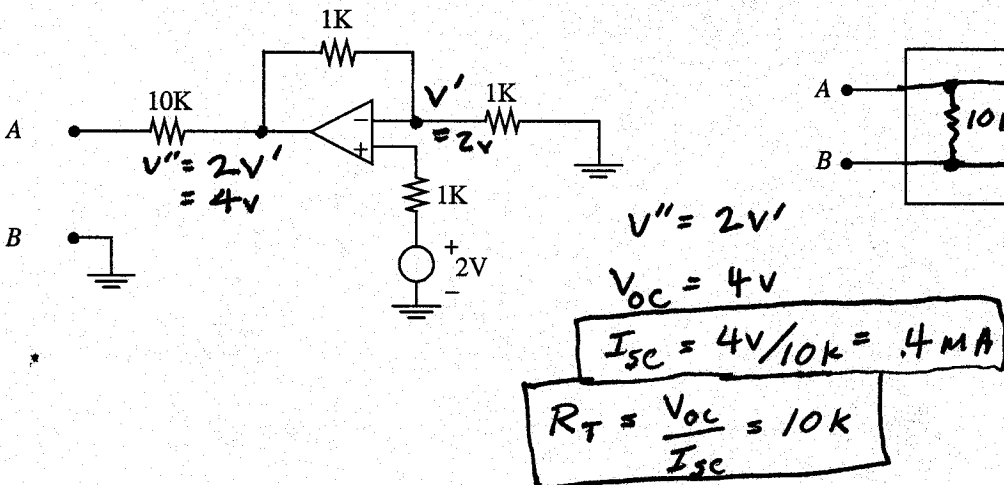 1K
10K
V'
1K
A
= 2v
V" = 2V'
= 4v
1K
B
+
2V
−
A
B
V" = 2V'
V_OC = 4v
I_SC = 4v/10k = .4 mA
R_T = V_OC/I_SC = 10k